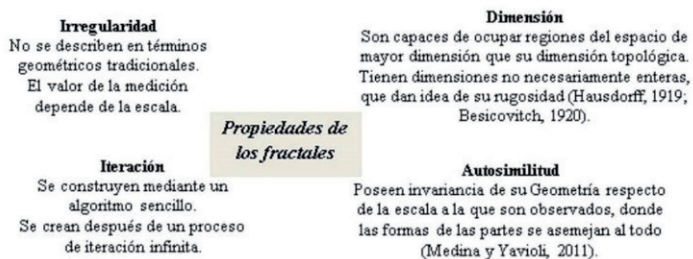 Irregularidad
No se describen en términos
geométricos tradicionales.
El valor de la medición
depende de la escala.
Dimensión
Son capaces de ocupar regiones del espacio de
mayor dimensión que su dimensión topológica.
Tienen dimensiones no necesariamente enteras,
que dan idea de su rugosidad (Hausdorff, 1919;
Besicovitch, 1920).
Propiedades de
los fractales
Iteración
Se construyen mediante un
algoritmo sencillo.
Se crean después de un proceso
de iteración infinita.
Autosimilitud
Poseen invariancia de su Geometría respecto
de la escala a la que son observados, donde
las formas de las partes se asemejan al todo
(Medina y Yavioli, 2011).